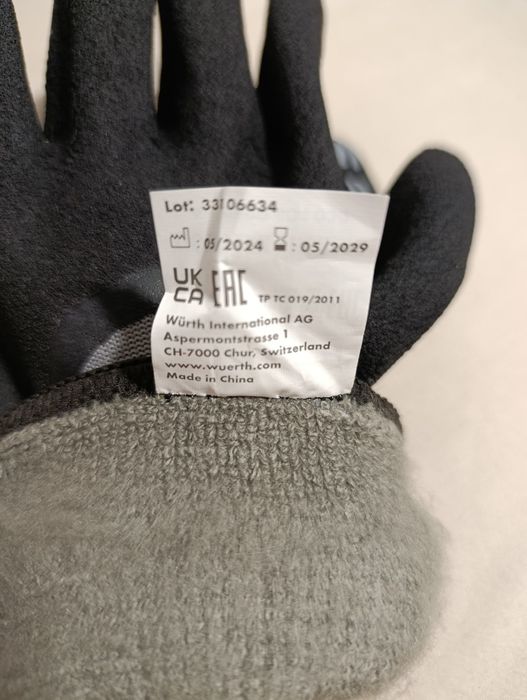 Lot: 33106634
: 05/2024 : 05/2029
UK
CA EAC TP TC 019/2011
Würth International AG
Aspermontstrasse 1
CH-7000 Chur, Switzerland
www.wuerth.com
Made in China